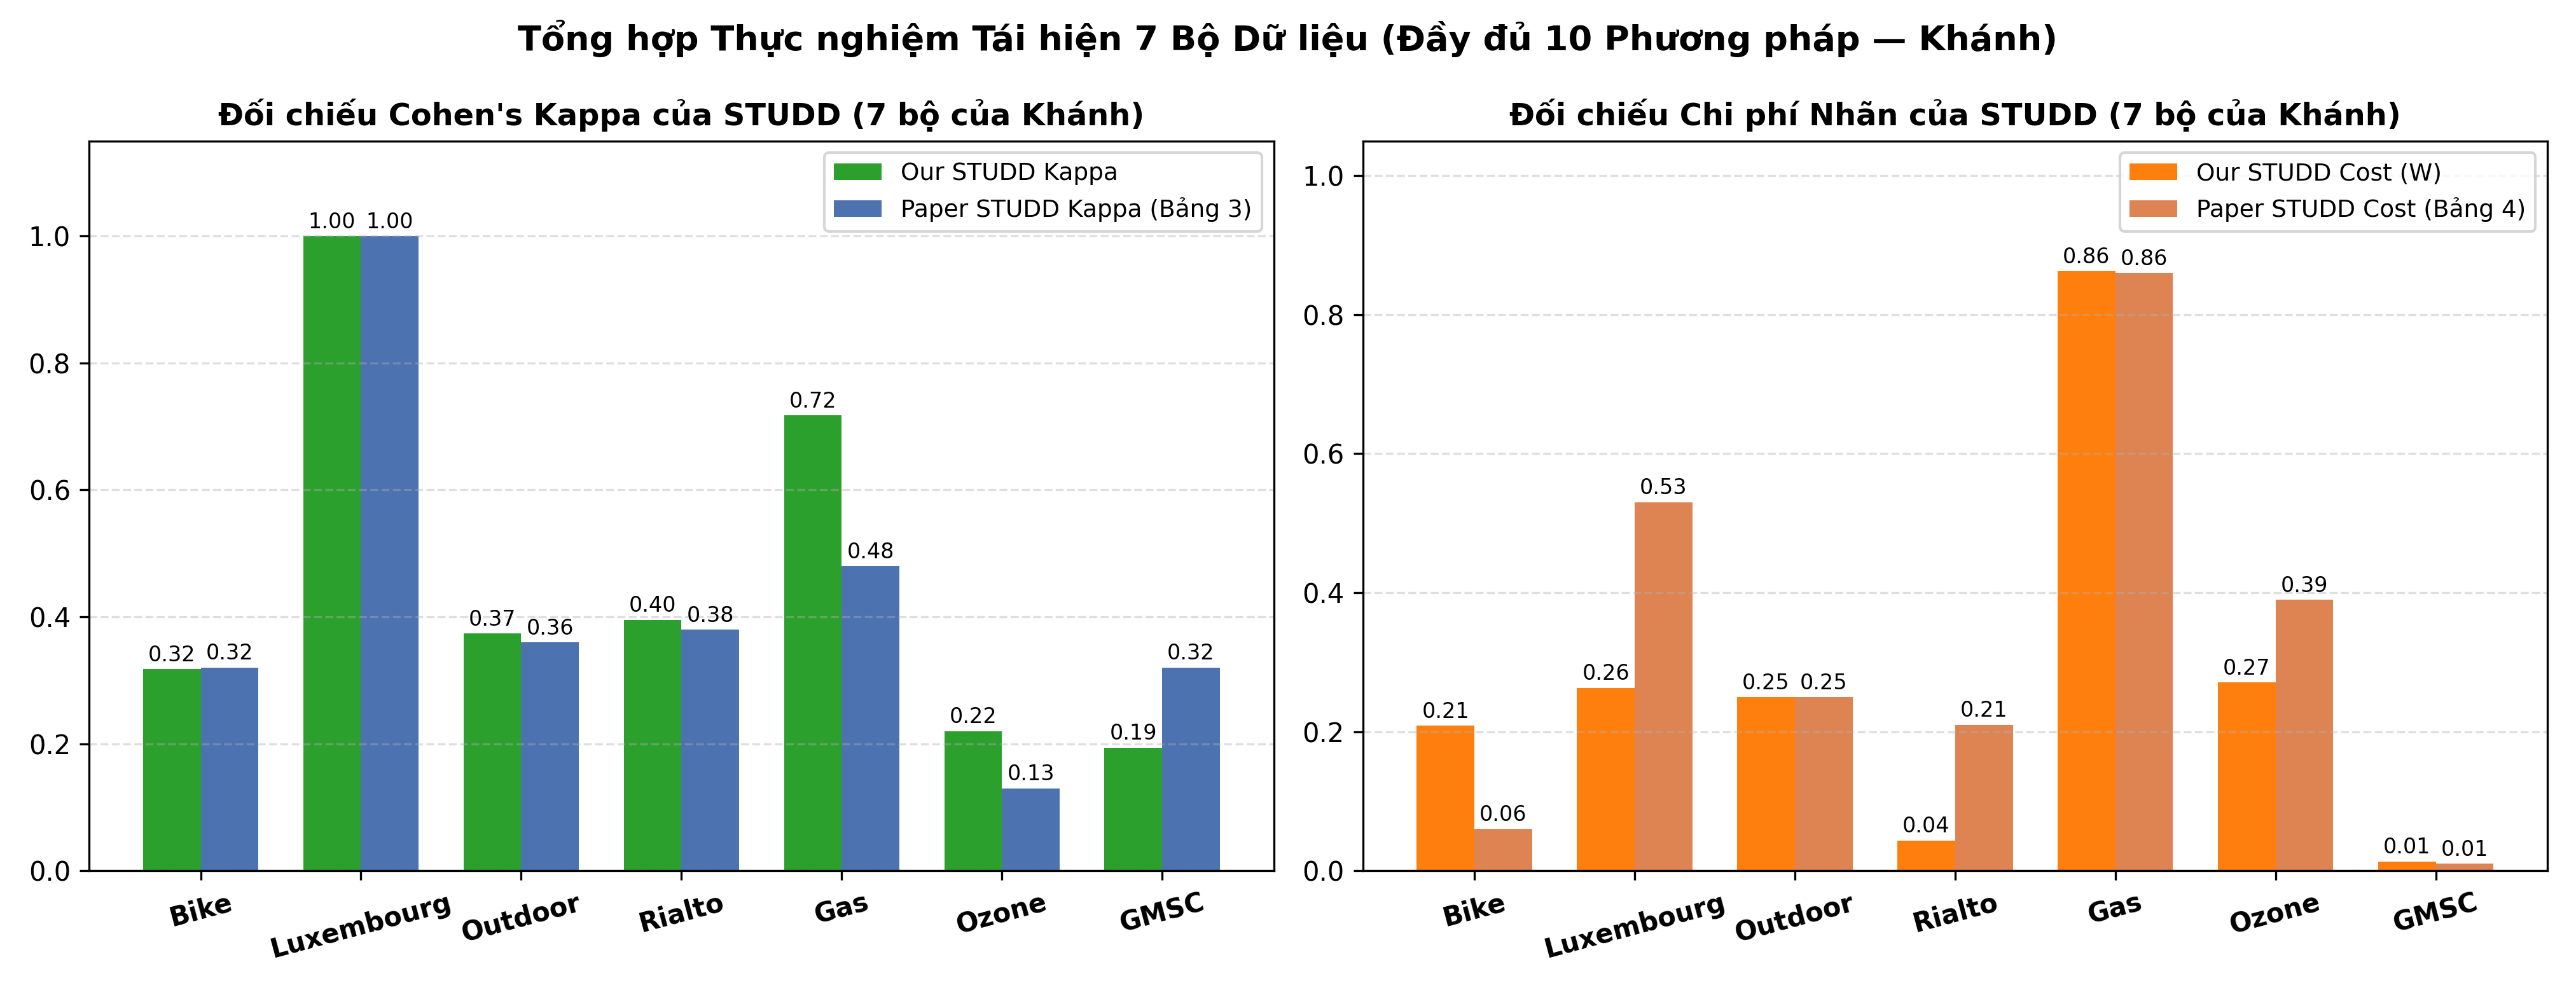 Tổng hợp Thực nghiệm Tái hiện 7 Bộ Dữ liệu (Đầy đủ 10 Phương pháp — Khánh)
Đối chiếu Cohen's Kappa của STUDD (7 bộ của Khánh)
Our STUDD Kappa
Paper STUDD Kappa (Bảng 3)
1.0
0.8
0.6
0.4
0.2
0.0
0.32 0.32
1.00 1.00
0.37 0.36
0.40 0.38
0.72 0.48
0.22 0.13
0.19 0.32
Bike
Luxembourg
Outdoor
Rialto
Gas
Ozone
GMSC
Đối chiếu Chi phí Nhãn của STUDD (7 bộ của Khánh)
Our STUDD Cost (W)
Paper STUDD Cost (Bảng 4)
1.0
0.8
0.6
0.4
0.2
0.0
0.21 0.06
0.26 0.53
0.25 0.25
0.04 0.21
0.86 0.86
0.27 0.39
0.01 0.01
Bike
Luxembourg
Outdoor
Rialto
Gas
Ozone
GMSC